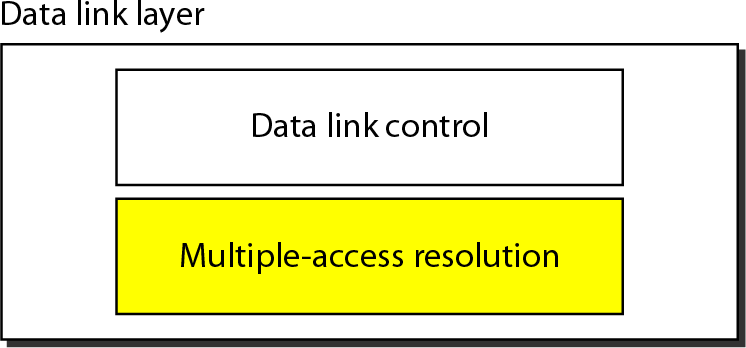 Data link layer
Data link control
Multiple-access resolution